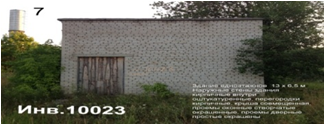 7
Здание одноэтажное 13 х 6,5 м
Наружные стены здания
кирпичные внутри
оштукатуренные, перегородки
кирпичные, крыша совмещенная,
проемы оконные створчатые
окрашенные, проемы дверные
простые окрашены
Инв.10023